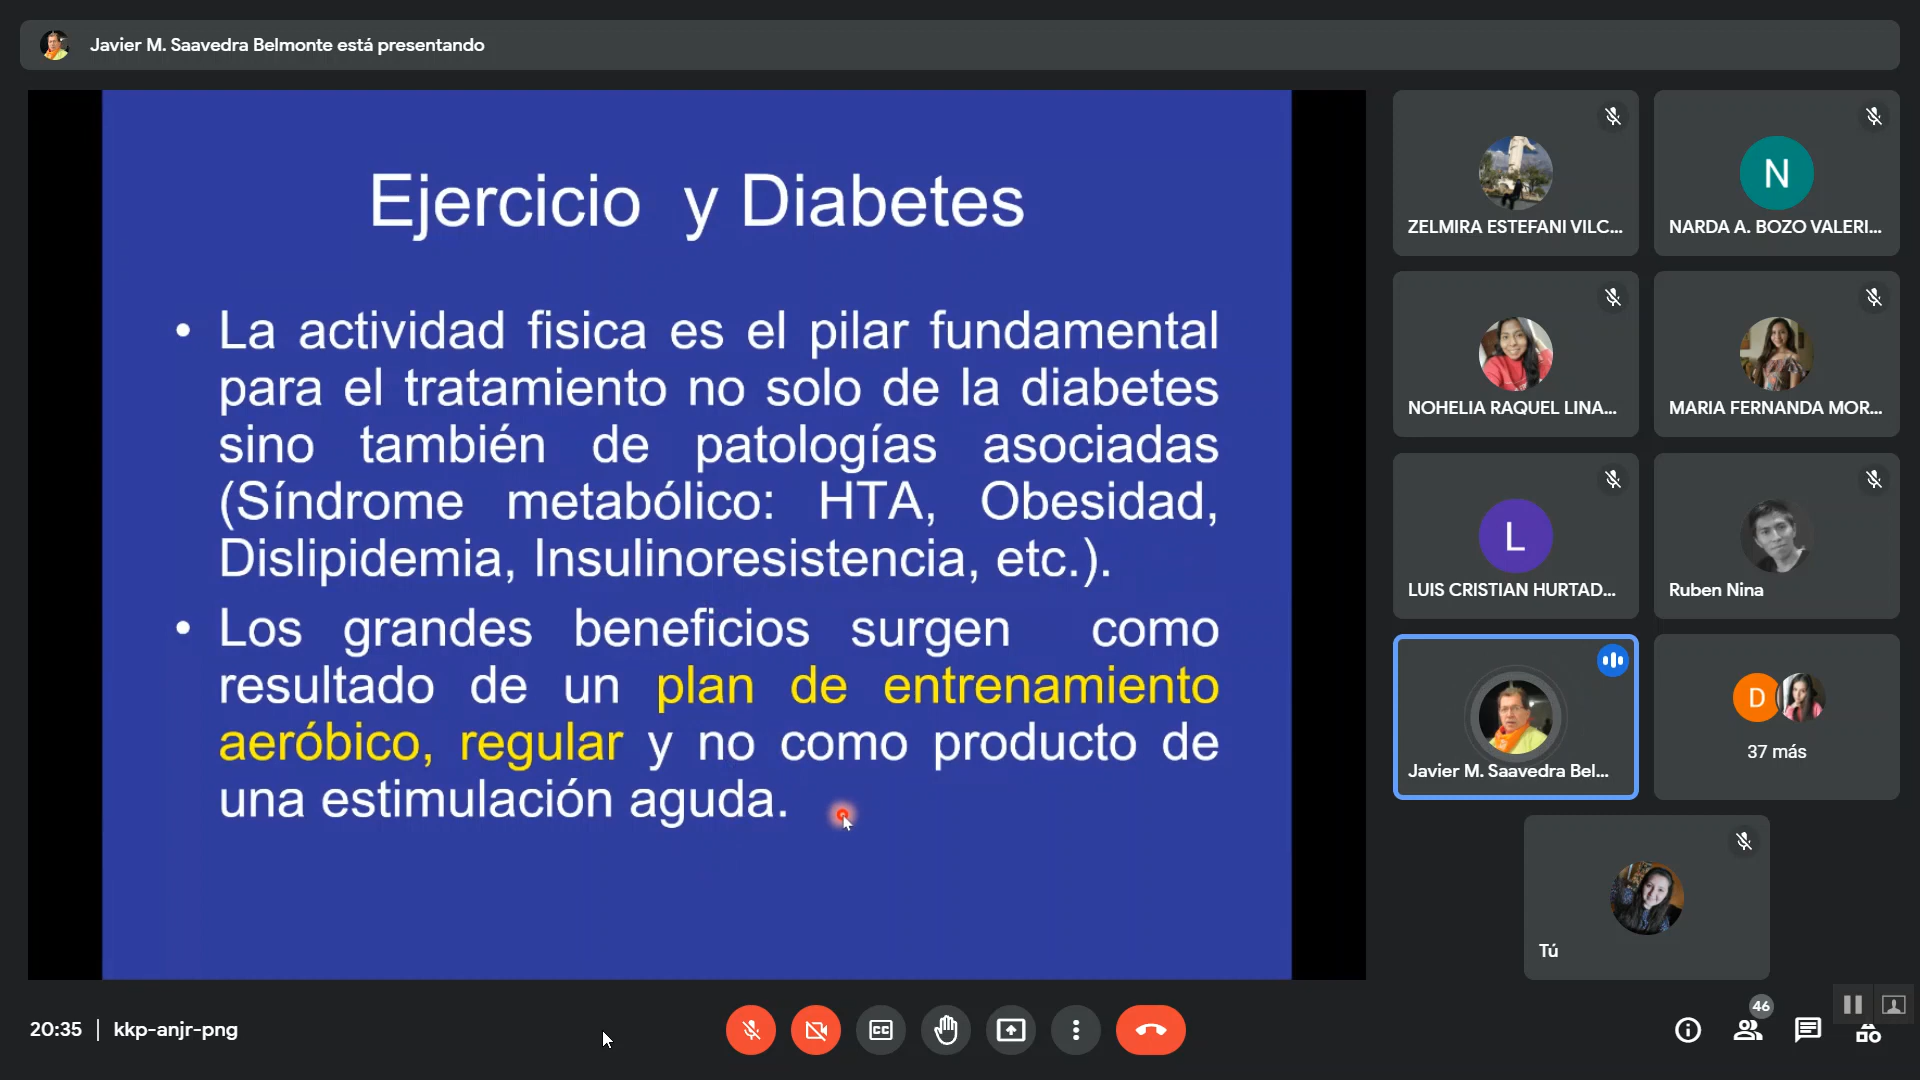 Javier M. Saavedra Belmonte está presentando
Ejercicio y Diabetes
• La actividad fisica es el pilar fundamental
para el tratamiento no solo de la diabetes
sino también de patologías asociadas
(Síndrome metabólico: HTA, Obesidad,
Dislipidemia, Insulinoresistencia, etc.).
• Los grandes beneficios surgen como
resultado de un plan de entrenamiento
aeróbico, regular y no como producto de
una estimulación aguda.
ZELMIRA ESTEFANI VILC...
N
NARDA A. BOZO VALERI...
NOHELIA RAQUEL LINA...
MARIA FERNANDA MOR...
L
LUIS CRISTIAN HURTAD...
Ruben Nina
Javier M. Saavedra Bel...
D
37 más
Tú
20:35 | kkp-anjr-png
CC
46